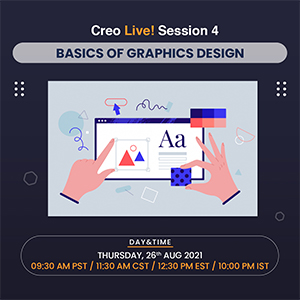 Creo Live! Session 4
BASICS OF GRAPHICS DESIGN
Aa
DAY&TIME
THURSDAY, 26th AUG 2021
09:30 AM PST / 11:30 AM CST / 12:30 PM EST / 10:00 PM IST